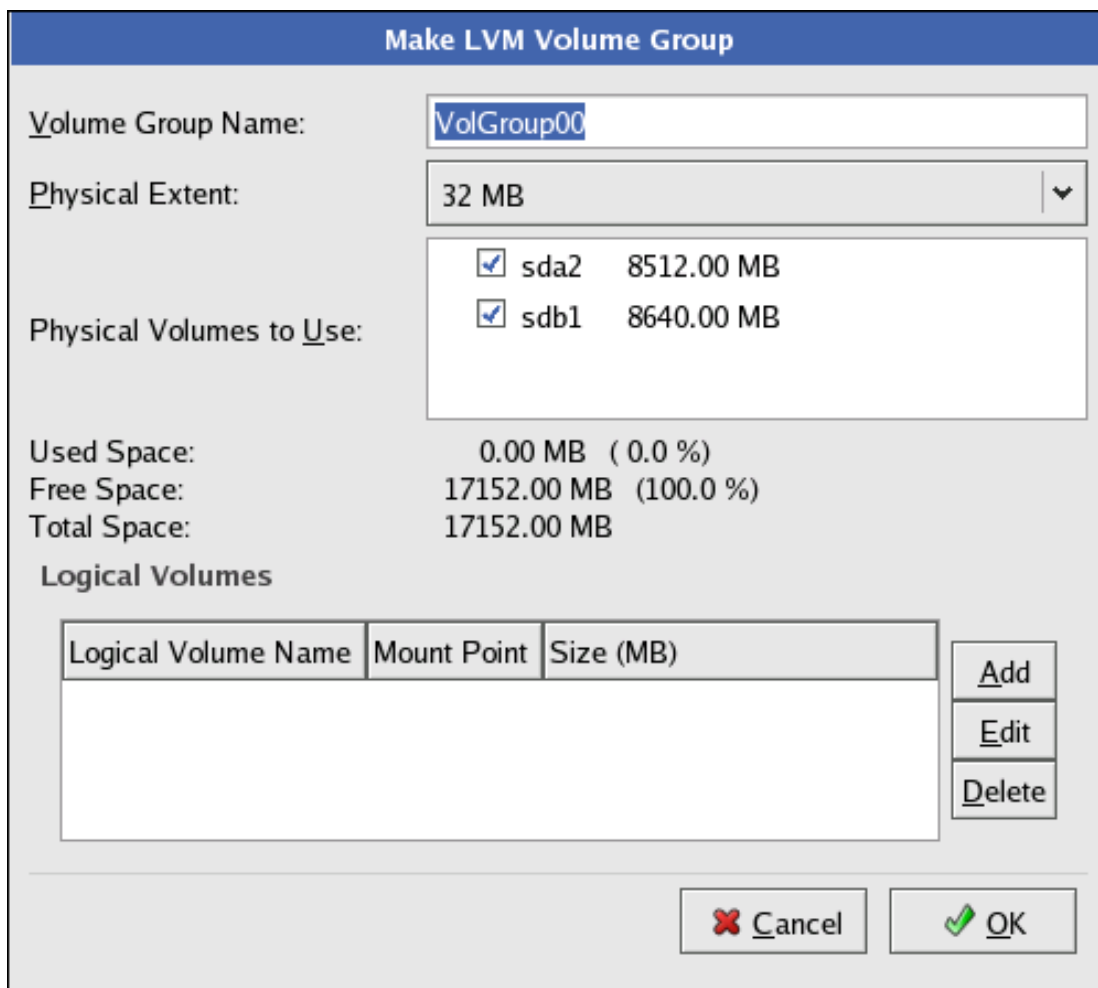 Make LVM Volume Group
Volume Group Name: VolGroup00
Physical Extent: 32 MB
Physical Volumes to Use:
sda2 8512.00 MB
sdb1 8640.00 MB
Used Space: 0.00 MB ( 0.0 %)
Free Space: 17152.00 MB (100.0 %)
Total Space: 17152.00 MB
Logical Volumes
Logical Volume Name Mount Point Size (MB)
Add
Edit
Delete
Cancel OK